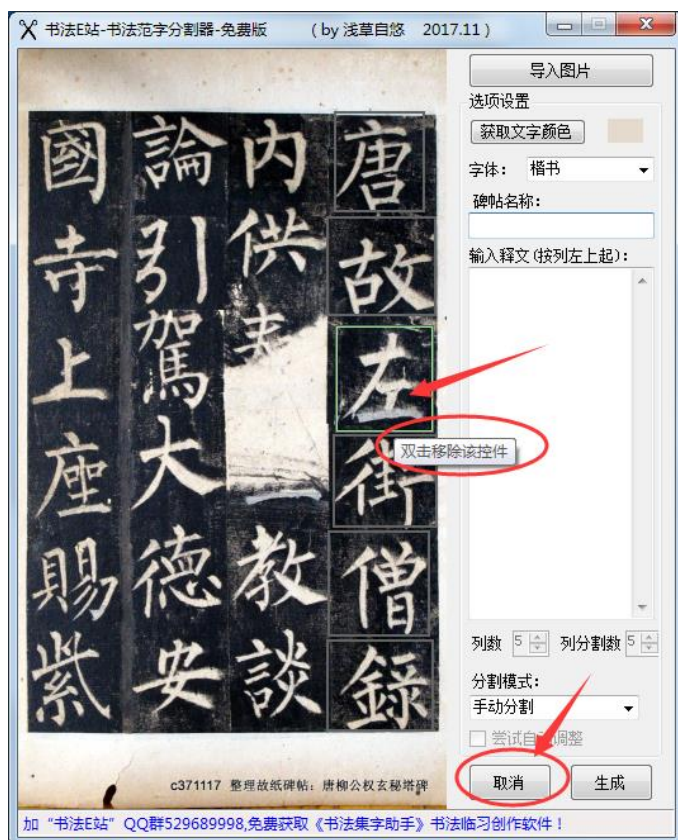 书法E站-书法范字分割器-免费版 (by 浅草自悠 2017.11)
唐故左街僧錄
内供奉 教談
論引駕大德安
國寺上座賜紫
双击移除该控件
c371117 整理故纸碑帖：唐柳公权玄秘塔碑
导入图片
选项设置
获取文字颜色
字体： 楷书
碑帖名称：
输入释文(按列左上起)：
列数 5 列分割数 5
分割模式：
手动分割
尝试自动调整
取消 生成
加“书法E站”QQ群529689998,免费获取《书法集字助手》书法临习创作软件！